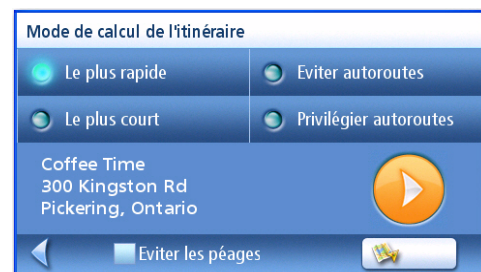 Mode de calcul de l'itinéraire
Le plus rapide
Eviter autoroutes
Le plus court
Privilégier autoroutes
Coffee Time
300 Kingston Rd
Pickering, Ontario
Eviter les péages